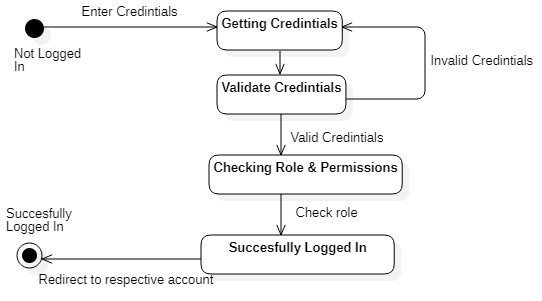 Enter Credintials
Getting Credintials
Not Logged
In
Invalid Credintials
Validate Credintials
Valid Credintials
Checking Role & Permissions
Check role
Succesfully
Logged In
Succesfully Logged In
Redirect to respective account